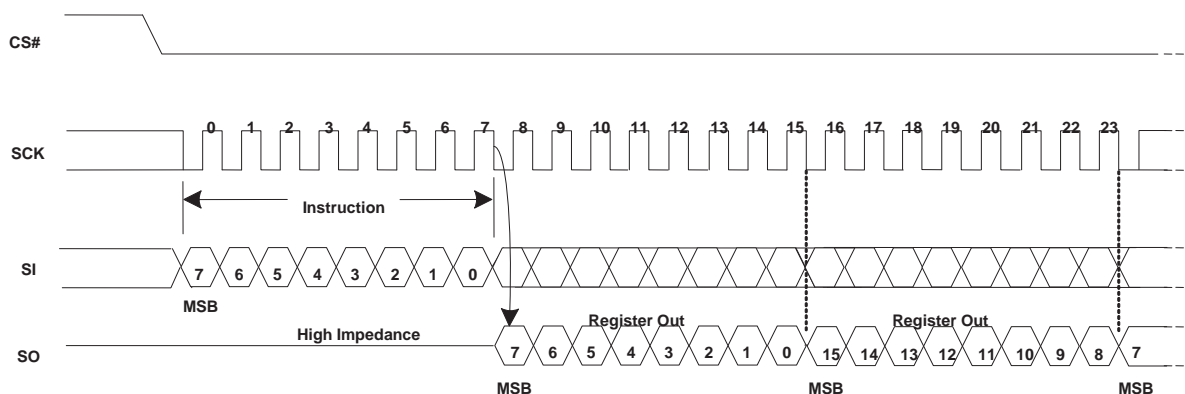 CS#
0 1 2 3 4 5 6 7 8 9 10 11 12 13 14 15 16 17 18 19 20 21 22 23
SCK
Instruction
SI
7 6 5 4 3 2 1 0
MSB
High Impedance
Register Out
Register Out
SO
7 6 5 4 3 2 1 0 15 14 13 12 11 10 9 8 7
MSB
MSB
MSB